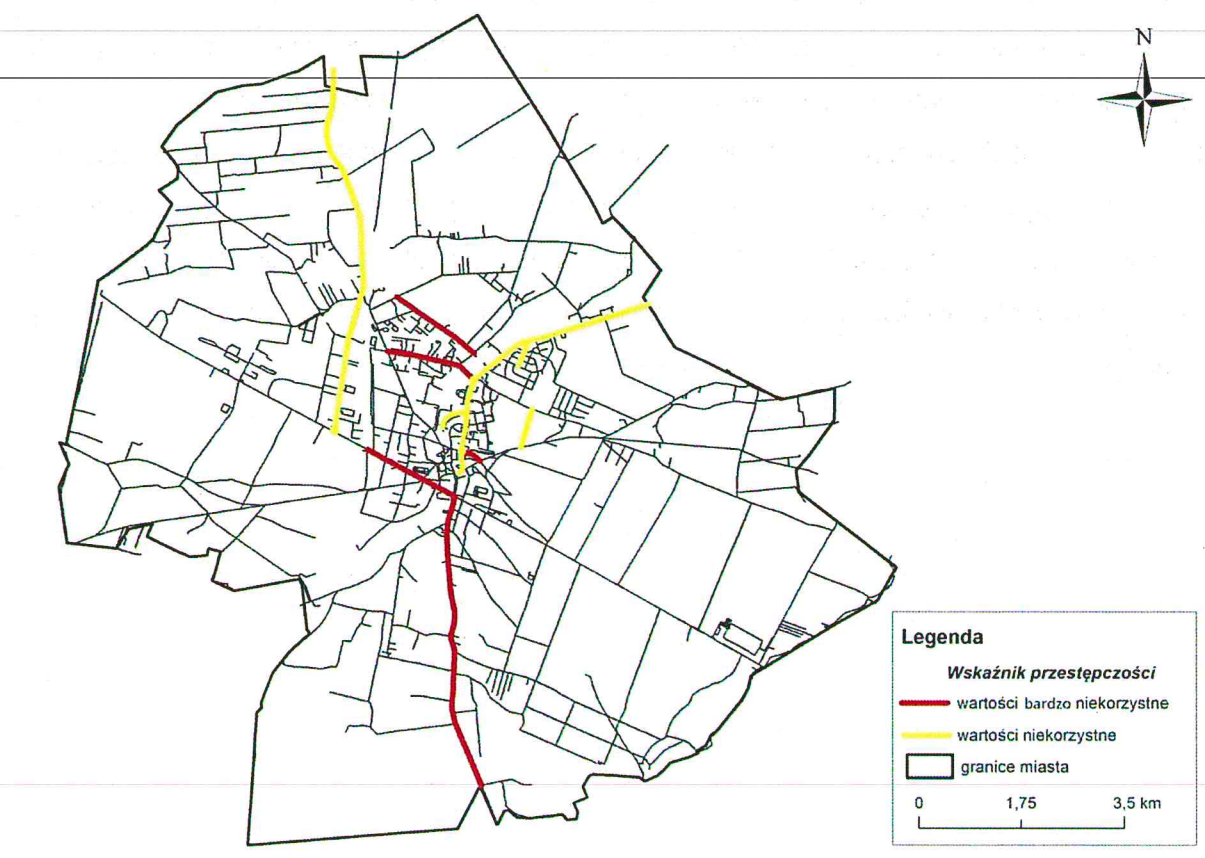 N
Legenda
Wskaźnik przestępczości
wartości bardzo niekorzystne
wartości niekorzystne
granice miasta
0 1,75 3,5 km